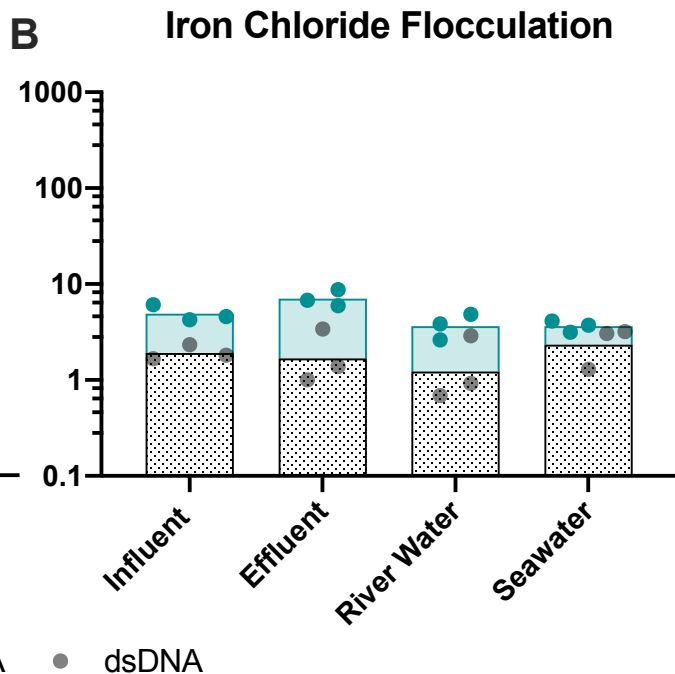 B
Iron Chloride Flocculation
1000
100
10
1
0.1
Influent
Effluent
River Water
Seawater
dsDNA